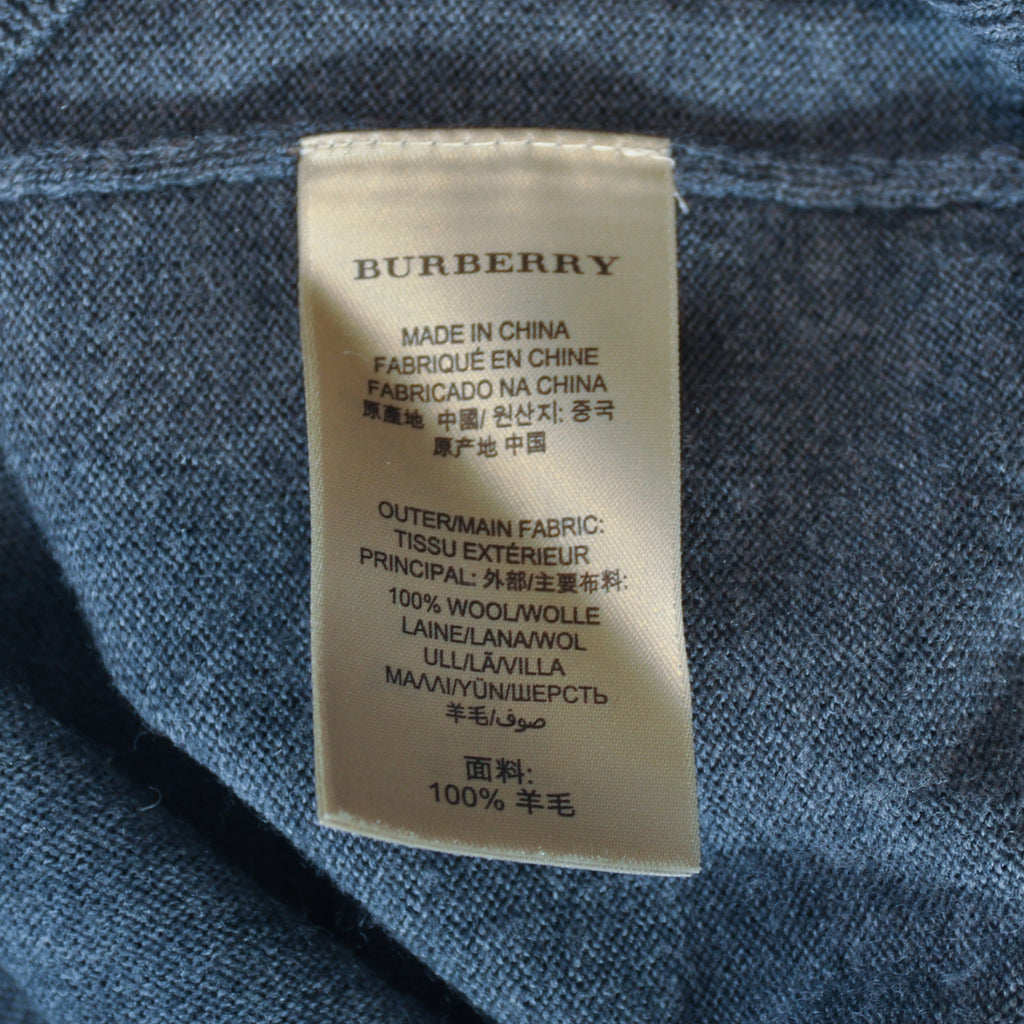 BURBERRY
MADE IN CHINA
FABRIQUÉ EN CHINE
FABRICADO NA CHINA
原產地 中國/ 원산지: 중국
原产地 中国
OUTER/MAIN FABRIC:
TISSU EXTÉRIEUR
PRINCIPAL: 外部/主要布料:
100% WOOL/WOLLE
LAINE/LANA/WOL
ULL/LÃ/VILLA
ΜΑΛΛΙ/YÜN/ШЕРСТЬ
羊毛/صوف
面料:
100% 羊毛